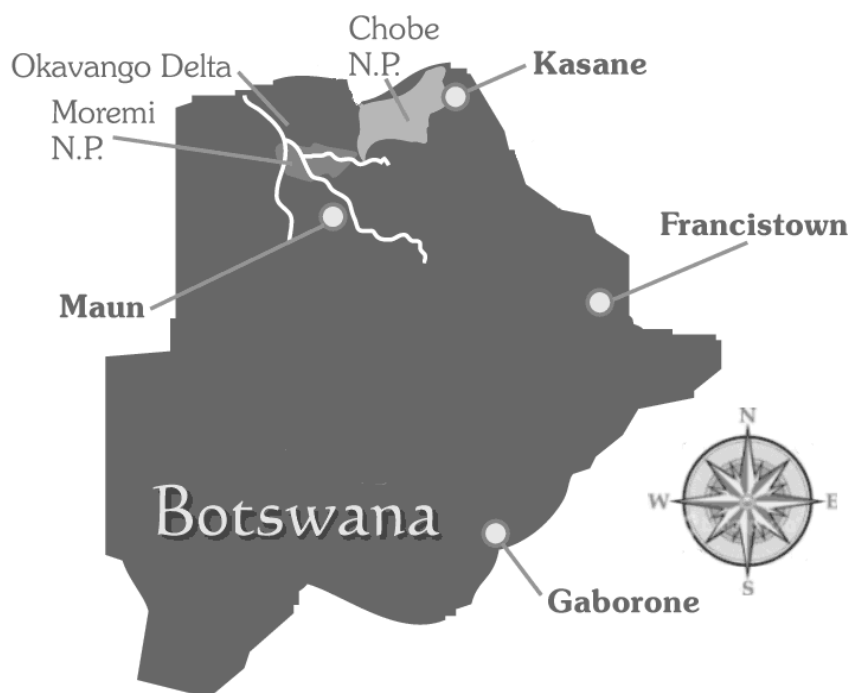 Chobe
N.P.
Okavango Delta
Kasane
Moremi
N.P.
Francistown
Maun
N
W
E
S
Botswana
Gaborone